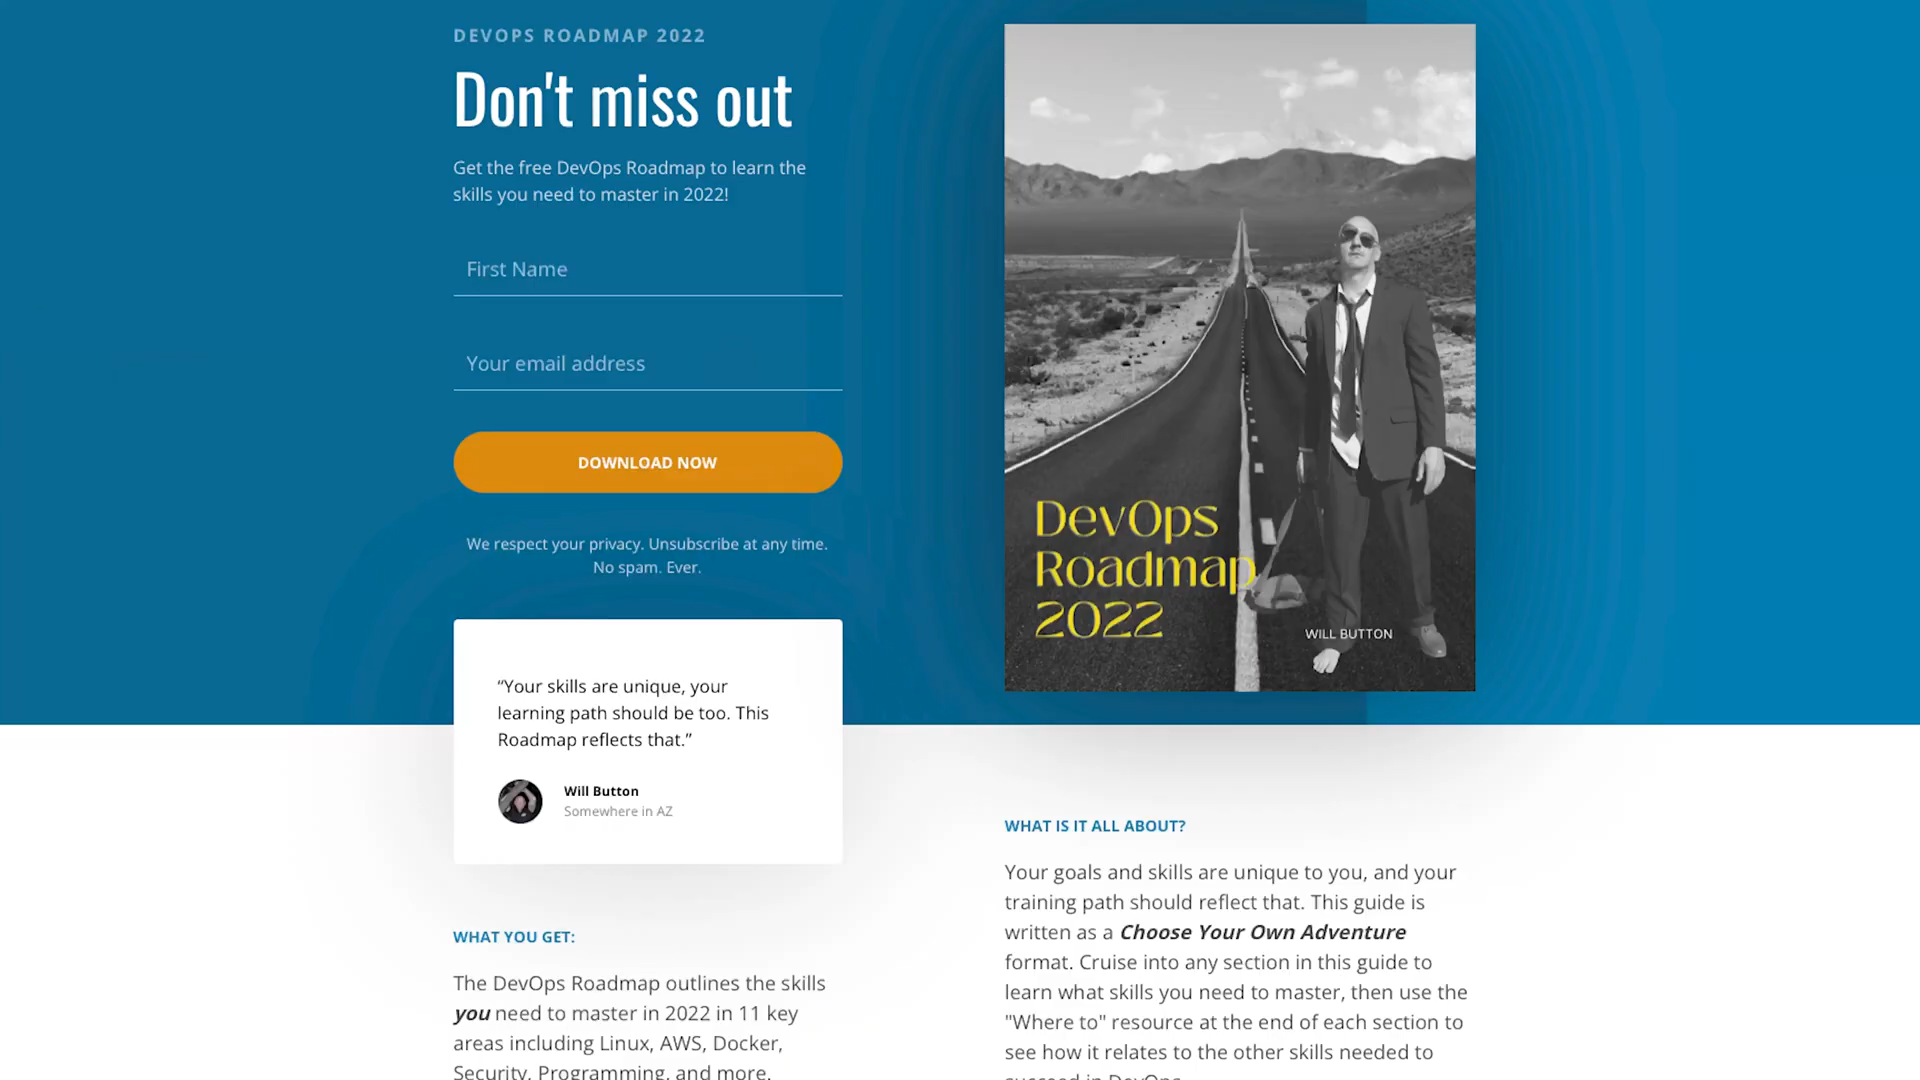 DEVOPS ROADMAP 2022
Don't miss out
Get the free DevOps Roadmap to learn the
skills you need to master in 2022!
First Name
Your email address
DOWNLOAD NOW
We respect your privacy. Unsubscribe at any time.
No spam. Ever.
“Your skills are unique, your
learning path should be too. This
Roadmap reflects that.”
Will Button
Somewhere in AZ
WHAT YOU GET:
The DevOps Roadmap outlines the skills
you need to master in 2022 in 11 key
areas including Linux, AWS, Docker,
Security, Programming, and more.
DevOps
Roadmap
2022
WILL BUTTON
WHAT IS IT ALL ABOUT?
Your goals and skills are unique to you, and your
training path should reflect that. This guide is
written as a Choose Your Own Adventure
format. Cruise into any section in this guide to
learn what skills you need to master, then use the
"Where to" resource at the end of each section to
see how it relates to the other skills needed to
succeed in DevOps.